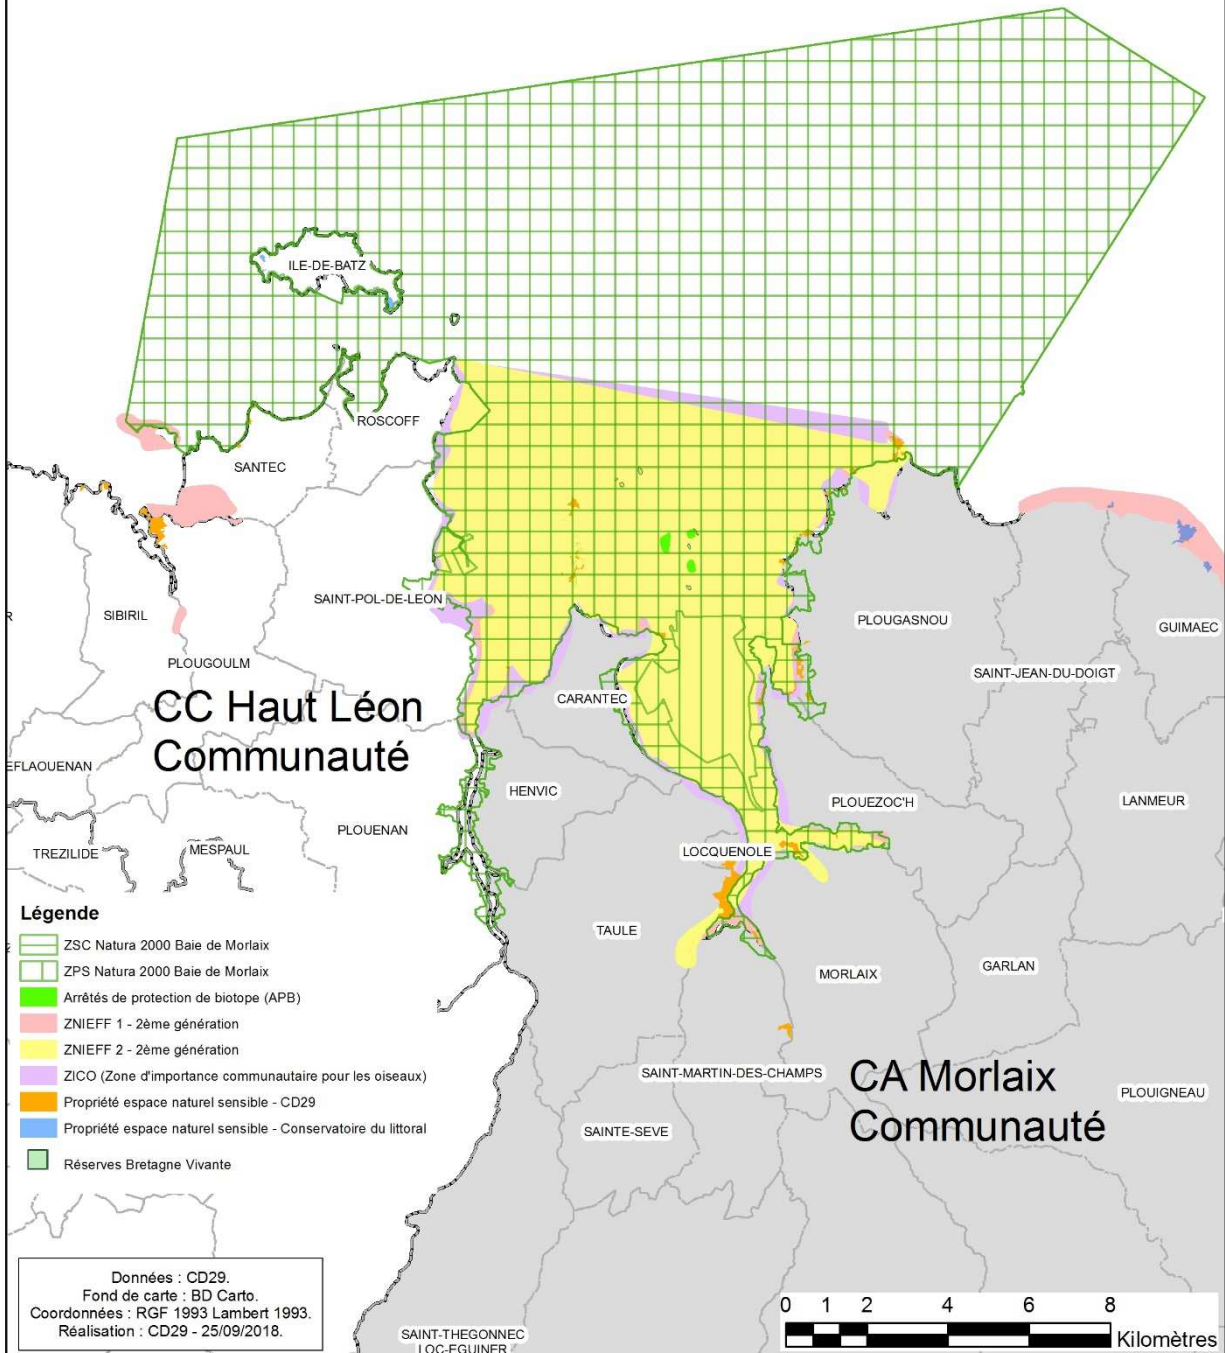 ILE-DE-BATZ
ROSCOFF
SANTEC
SAINT-POL-DE-LEON
SIBIRIL
PLOUGASNOU
GUIMAEC
PLOUGOULM
SAINT-JEAN-DU-DOIGT
CARANTEC
CC Haut Léon
Communauté
EFLAOUENAN
HENVIC
PLOUEZOC'H
LANMEUR
PLOUENAN
TREZILIDE
MESPAUL
LOCQUENOLE
Légende
ZSC Natura 2000 Baie de Morlaix
ZPS Natura 2000 Baie de Morlaix
Arrêtés de protection de biotope (APB)
ZNIEFF 1 - 2ème génération
ZNIEFF 2 - 2ème génération
ZICO (Zone d'importance communautaire pour les oiseaux)
Propriété espace naturel sensible - CD29
Propriété espace naturel sensible - Conservatoire du littoral
Réserves Bretagne Vivante
TAULE
MORLAIX
GARLAN
SAINT-MARTIN-DES-CHAMPS
CA Morlaix
Communauté
PLOUIGNEAU
SAINTE-SEVE
Données : CD29.
Fond de carte : BD Carto.
Coordonnées : RGF 1993 Lambert 1993.
Réalisation : CD29 - 25/09/2018.
SAINT-THEGONNEC
LOC-EGUINER
0 1 2 4 6 8
Kilomètres